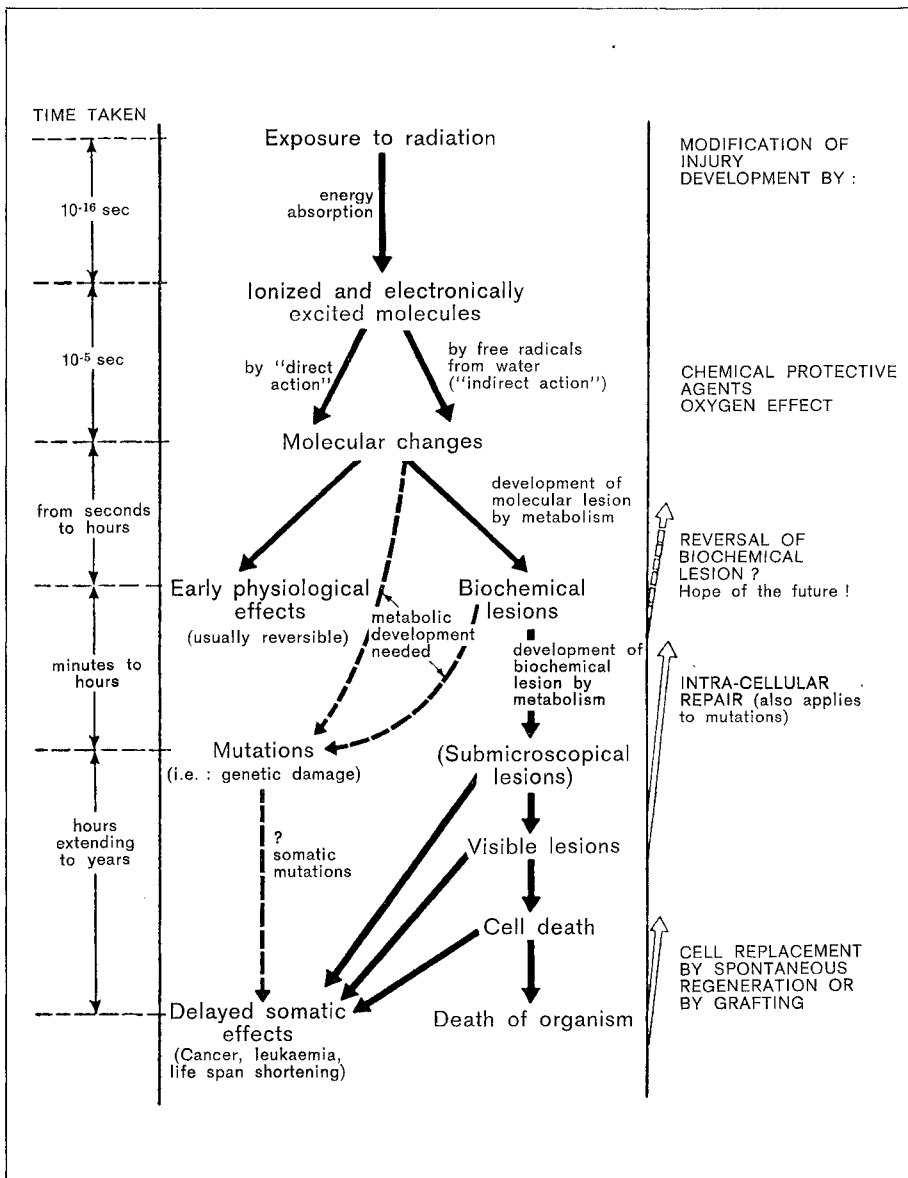 TIME TAKEN
Exposure to radiation
MODIFICATION OF
INJURY
DEVELOPMENT BY :
energy
absorption
10-16 sec
Ionized and electronically
excited molecules
10-5 sec
by "direct
action"
by free radicals
from water
("indirect action")
CHEMICAL PROTECTIVE
AGENTS
OXYGEN EFFECT
Molecular changes
from seconds
to hours
development of
molecular lesion
by metabolism
REVERSAL OF
BIOCHEMICAL
LESION ?
Hope of the future !
Early physiological
effects
(usually reversible)
Biochemical
lesions
metabolic
development
needed
minutes to
hours
development of
biochemical
lesion by
metabolism
INTRA-CELLULAR
REPAIR (also applies
to mutations)
Mutations
(i.e. : genetic damage)
(Submicroscopical
lesions)
hours
extending
to years
?
somatic
mutations
Visible lesions
Cell death
CELL REPLACEMENT
BY SPONTANEOUS
REGENERATION OR
BY GRAFTING
Delayed somatic
effects
(Cancer, leukaemia,
life span shortening)
Death of organism